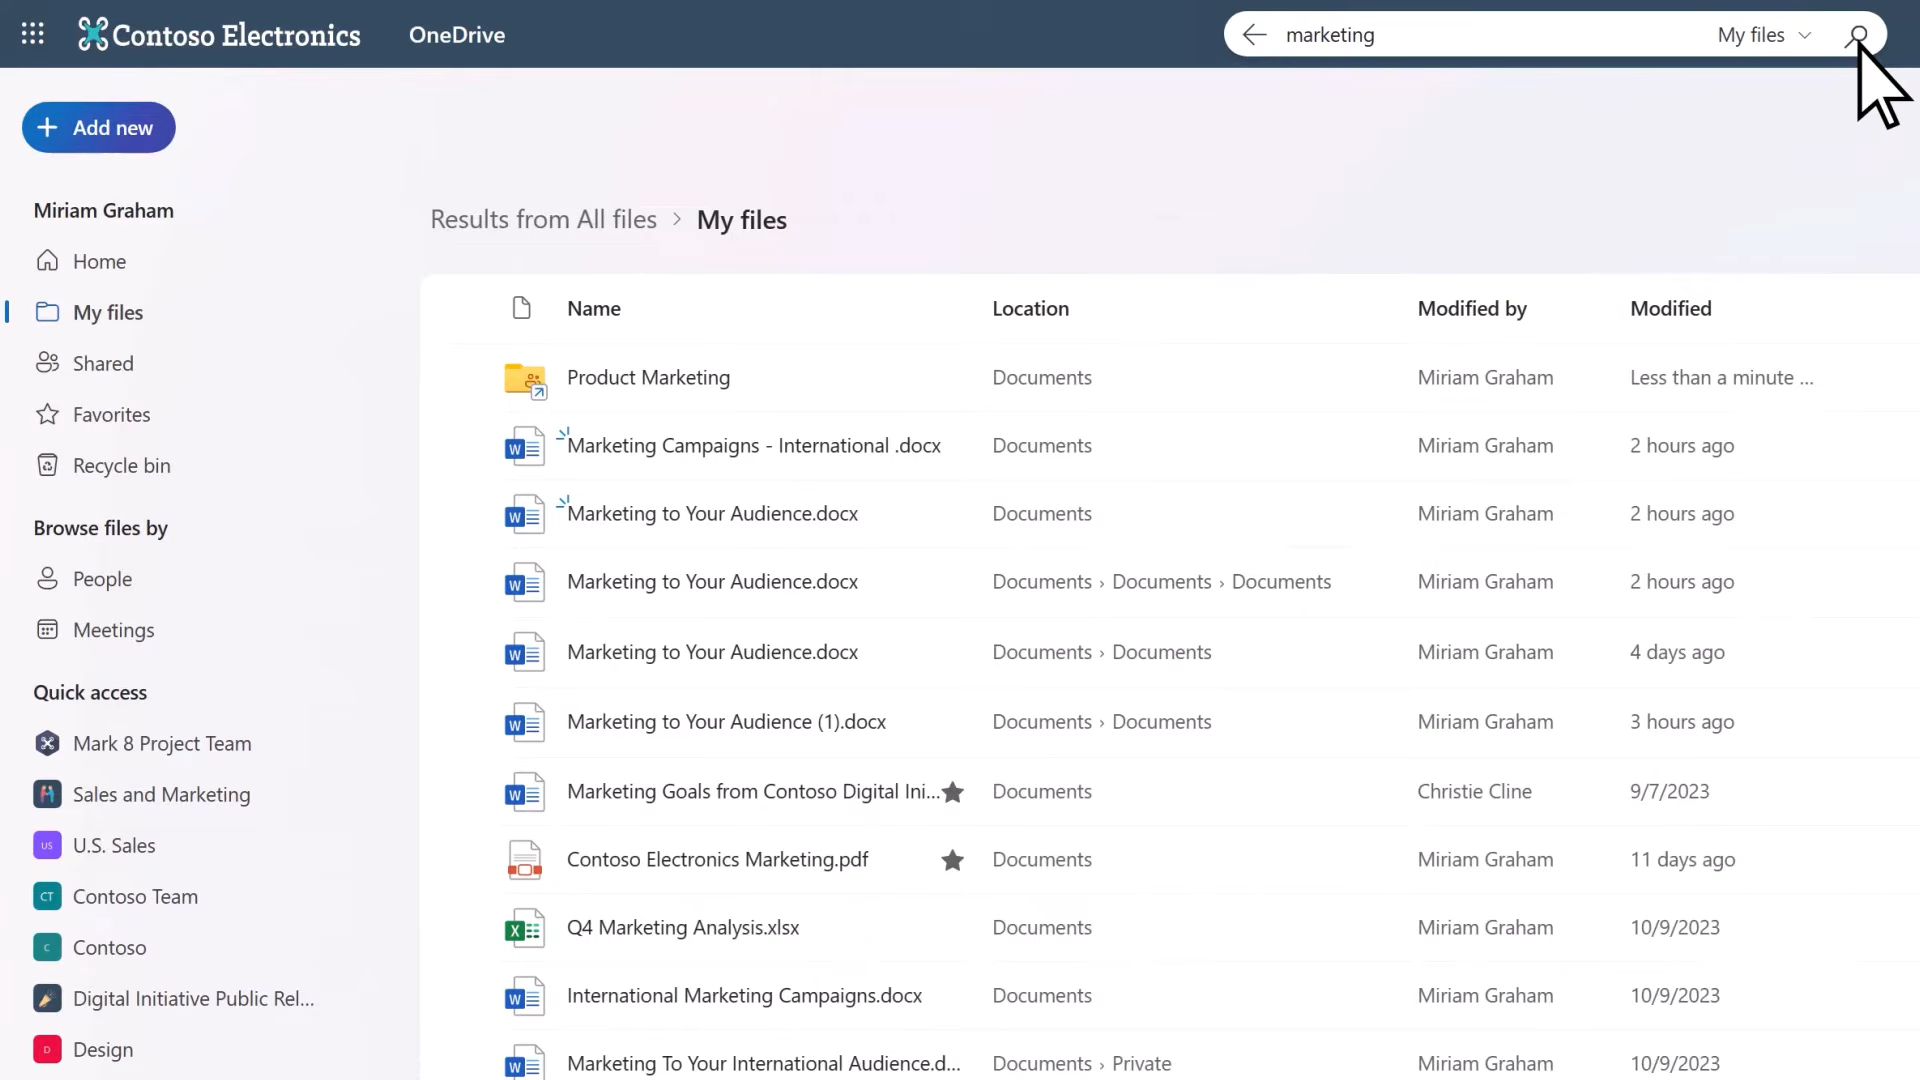 Contoso Electronics OneDrive marketing My files
Add new
Miriam Graham
Home
My files
Shared
Favorites
Recycle bin
Browse files by
People
Meetings
Quick access
Mark 8 Project Team
Sales and Marketing
US U.S. Sales
CT Contoso Team
C Contoso
Digital Initiative Public Rel...
D Design
Results from All files > My files
Name Location Modified by Modified
Product Marketing Documents Miriam Graham Less than a minute ...
W Marketing Campaigns - International .docx Documents Miriam Graham 2 hours ago
W Marketing to Your Audience.docx Documents Miriam Graham 2 hours ago
W Marketing to Your Audience.docx Documents › Documents › Documents Miriam Graham 2 hours ago
W Marketing to Your Audience.docx Documents › Documents Miriam Graham 4 days ago
W Marketing to Your Audience (1).docx Documents › Documents Miriam Graham 3 hours ago
W Marketing Goals from Contoso Digital Ini... Documents Christie Cline 9/7/2023
Contoso Electronics Marketing.pdf Documents Miriam Graham 11 days ago
X Q4 Marketing Analysis.xlsx Documents Miriam Graham 10/9/2023
W International Marketing Campaigns.docx Documents Miriam Graham 10/9/2023
W Marketing To Your International Audience.d... Documents › Private Miriam Graham 10/9/2023